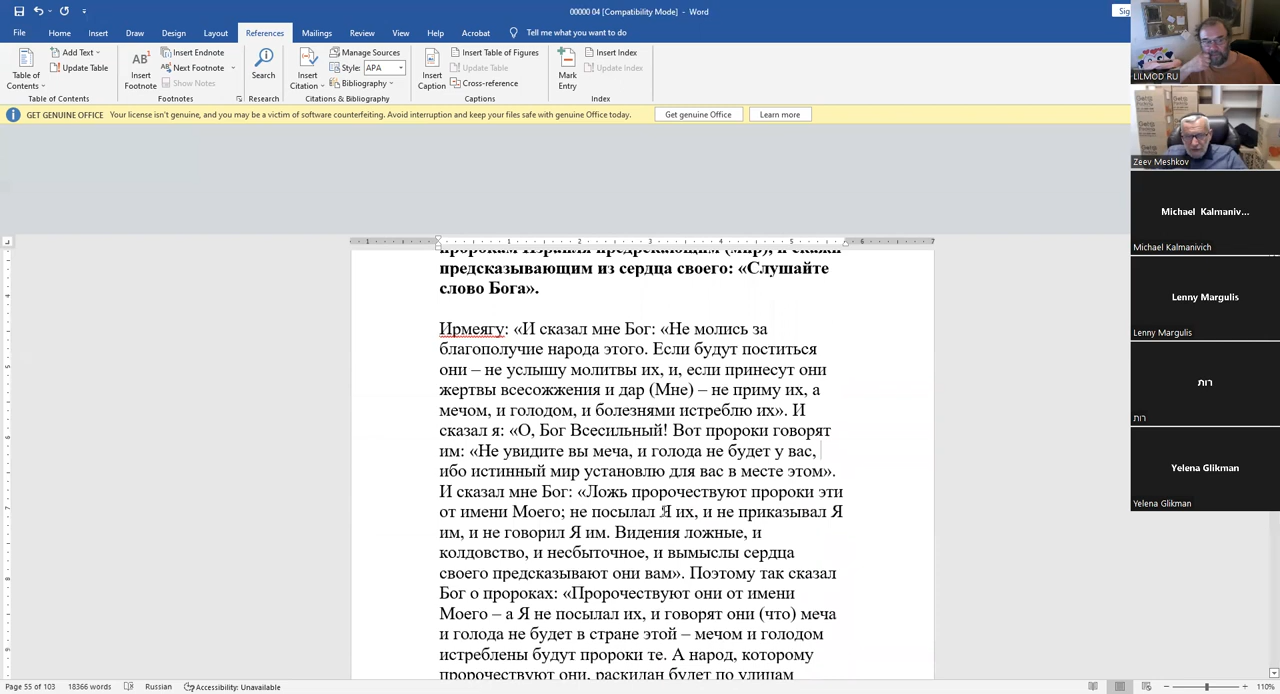 00000 04 [Compatibility Mode] - Word
Sig
File Home Insert Draw Design Layout References Mailings Review View Help Acrobat Tell me what you want to do
Table of Contents
Add Text
Update Table
Table of Contents
AB¹ Insert Footnote
Insert Endnote
Next Footnote
Show Notes
Footnotes
Search
Research
Insert Citation
Manage Sources
Style: APA
Bibliography
Citations & Bibliography
Insert Caption
Insert Table of Figures
Update Table
Cross-reference
Captions
Mark Entry
Insert Index
Update Index
Index
GET GENUINE OFFICE Your license isn't genuine, and you may be a victim of software counterfeiting. Avoid interruption and keep your files safe with genuine Office today. Get genuine Office Learn more
предсказывающим из сердца своего: «Слушайте
слово Бога».
Ирмеягу: «И сказал мне Бог: «Не молись за
благополучие народа этого. Если будут поститься
они – не услышу молитвы их, и, если принесут они
жертвы всесожжения и дар (Мне) – не приму их, а
мечом, и голодом, и болезнями истреблю их». И
сказал я: «О, Бог Всесильный! Вот пророки говорят
им: «Не увидите вы меча, и голода не будет у вас,
ибо истинный мир установлю для вас в месте этом».
И сказал мне Бог: «Ложь пророчествуют пророки эти
от имени Моего; не посылал Я их, и не приказывал Я
им, и не говорил Я им. Видения ложные, и
колдовство, и несбыточное, и вымыслы сердца
своего предсказывают они вам». Поэтому так сказал
Бог о пророках: «Пророчествуют они от имени
Моего – а Я не посылал их, и говорят они (что) меча
и голода не будет в стране этой – мечом и голодом
истреблены будут пророки те. А народ, которому
пророчествуют они, раскидан будет по улицам
LILMOD RU
Zeev Meshkov
Michael Kalmaniv...
Michael Kalmanivich
Lenny Margulis
Lenny Margulis
רות
רות
Yelena Glikman
Yelena Glikman
Page 55 of 103 18366 words Russian Accessibility: Unavailable 110%